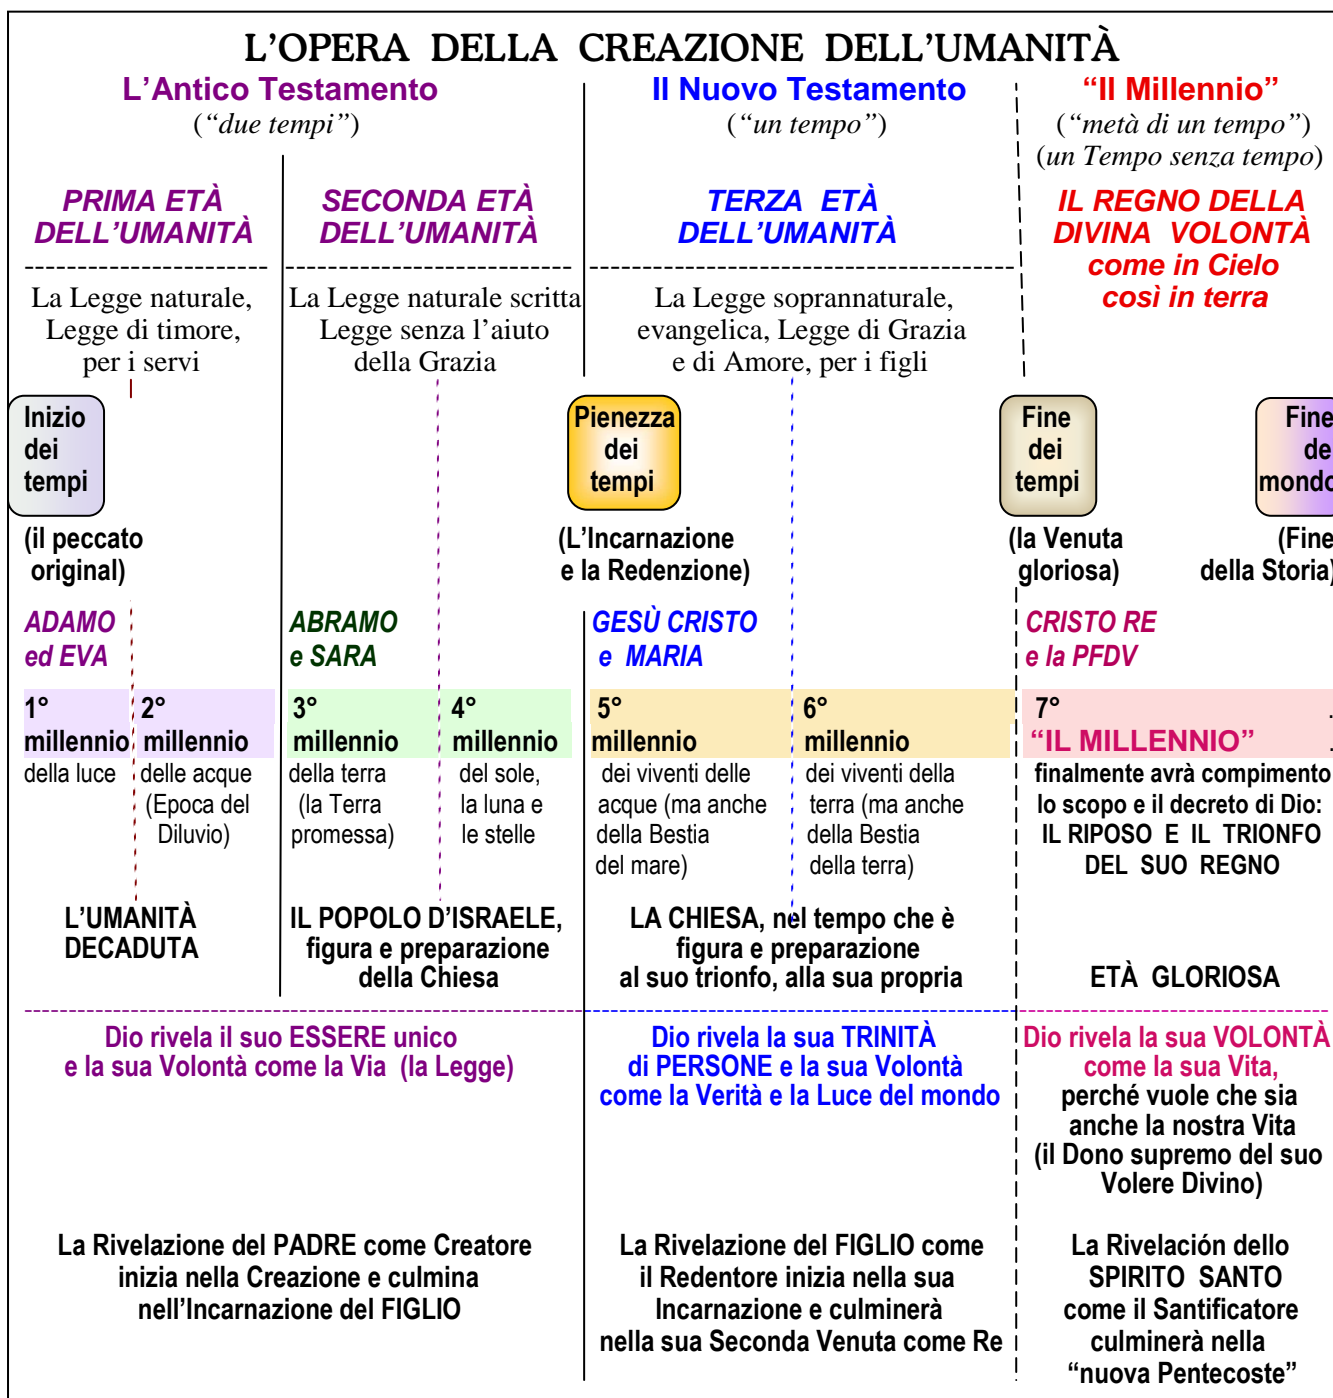 L'OPERA DELLA CREAZIONE DELL'UMANITÀ
L'Antico Testamento
(“due tempi”)
Il Nuovo Testamento
(“un tempo”)
“Il Millennio”
(“metà di un tempo”)
(un Tempo senza tempo)
PRIMA ETÀ
DELL'UMANITÀ
SECONDA ETÀ
DELL'UMANITÀ
TERZA ETÀ
DELL'UMANITÀ
IL REGNO DELLA
DIVINA VOLONTÀ
come in Cielo
così in terra
La Legge naturale,
Legge di timore,
per i servi
La Legge naturale scritta
Legge senza l'aiuto
della Grazia
La Legge soprannaturale,
evangelica, Legge di Grazia
e di Amore, per i figli
Inizio
dei
tempi
Pienezza
dei
tempi
Fine
dei
tempi
Fine
de
mondo
(il peccato
original)
(L'Incarnazione
e la Redenzione)
(la Venuta
gloriosa)
(Fine
della Storia)
ADAMO
ed EVA
ABRAMO
e SARA
GESÙ CRISTO
e MARIA
CRISTO RE
e la PFDV
1°
millennio
della luce
2°
millennio
delle acque
(Epoca del
Diluvio)
3°
millennio
della terra
(la Terra
promessa)
4°
millennio
del sole,
la luna e
le stelle
5°
millennio
dei viventi delle
acque (ma anche
della Bestia
del mare)
6°
millennio
dei viventi della
terra (ma anche
della Bestia
della terra)
7°
“IL MILLENNIO”
finalmente avrà compimento
lo scopo e il decreto di Dio:
IL RIPOSO E IL TRIONFO
DEL SUO REGNO
L'UMANITÀ
DECADUTA
IL POPOLO D'ISRAELE,
figura e preparazione
della Chiesa
LA CHIESA, nel tempo che è
figura e preparazione
al suo trionfo, alla sua propria
ETÀ GLORIOSA
Dio rivela il suo ESSERE unico
e la sua Volontà come la Via (la Legge)
Dio rivela la sua TRINITÀ
di PERSONE e la sua Volontà
come la Verità e la Luce del mondo
Dio rivela la sua VOLONTÀ
come la sua Vita,
perché vuole che sia
anche la nostra Vita
(il Dono supremo del suo
Volere Divino)
La Rivelazione del PADRE come Creatore
inizia nella Creazione e culmina
nell'Incarnazione del FIGLIO
La Rivelazione del FIGLIO come
il Redentore inizia nella sua
Incarnazione e culminerà
nella sua Seconda Venuta come Re
La Rivelación dello
SPIRITO SANTO
come il Santificatore
culminerà nella
“nuova Pentecoste”